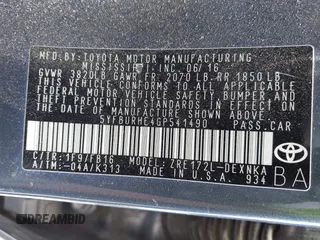 MFD. BY: TOYOTA MOTOR MANUFACTURING
MISSISSIPPI, INC. 06/16
GVWR 3820LB GAWR FR. 2070 LB. RR 1850 LB
THIS VEHICLE CONFORMS TO ALL APPLICABLE
FEDERAL MOTOR VEHICLE SAFETY, BUMPER, AND
THEFT PREVENTION STANDARDS IN EFFECT ON THE
DATE OF MANUFACTURE SHOWN ABOVE.
5YFBURHE4GP541490 PASS.CAR
C/TR: 1F9/FB16 MODEL: ZRE172L-DEXNKA
A/TM: -04A/K313 MADE IN U.S.A. 934
TOYOTA
BA
DREAMBID